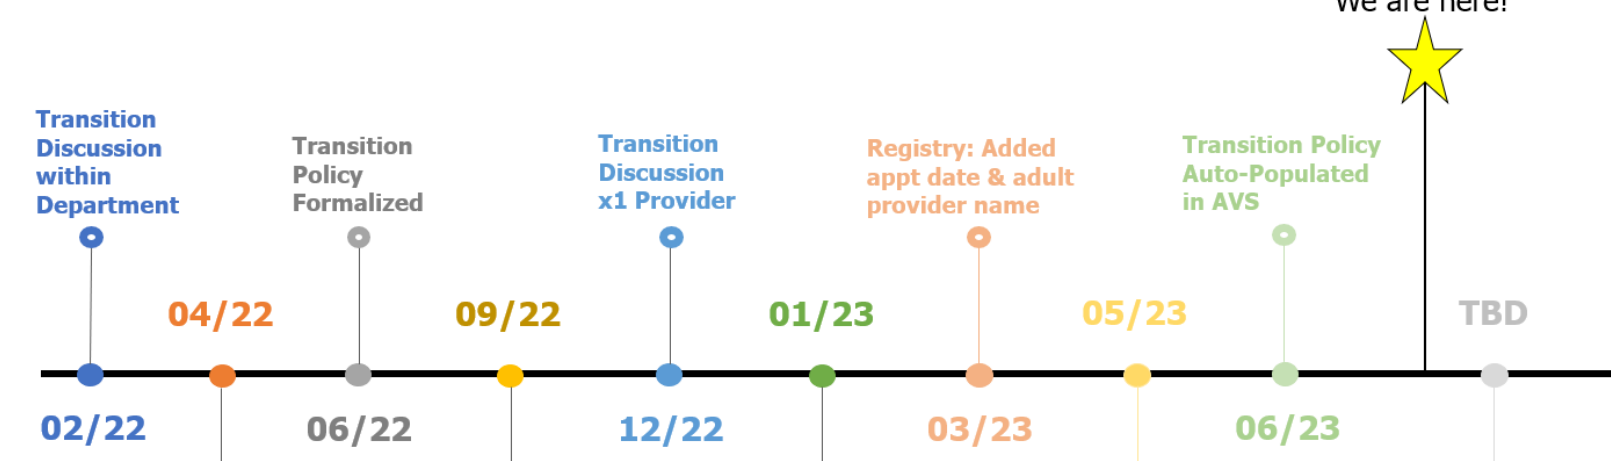 We are here!
Transition
Discussion
within
Department
Transition
Policy
Formalized
Transition
Discussion
x1 Provider
Registry: Added
appt date & adult
provider name
Transition Policy
Auto-Populated
in AVS
04/22
09/22
01/23
05/23
TBD
02/22
06/22
12/22
03/23
06/23